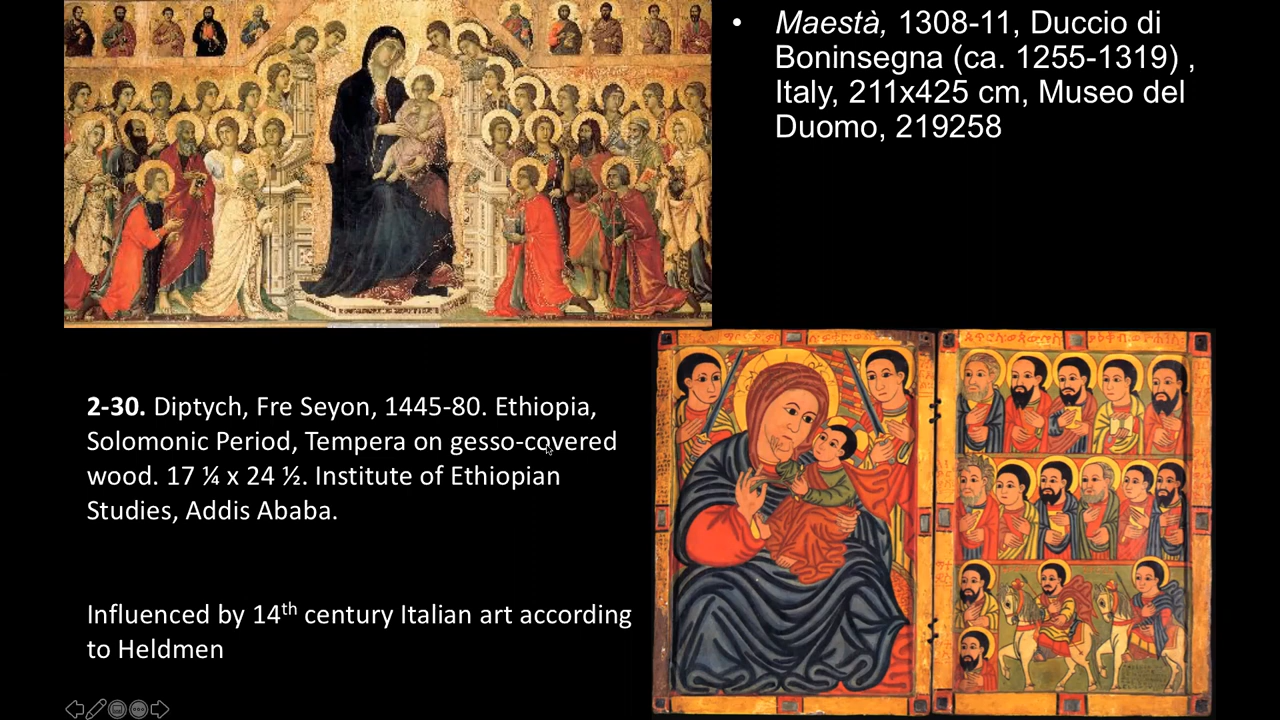 • Maestà, 1308-11, Duccio di
Boninsegna (ca. 1255-1319) ,
Italy, 211x425 cm, Museo del
Duomo, 219258
2-30. Diptych, Fre Seyon, 1445-80. Ethiopia,
Solomonic Period, Tempera on gesso-covered
wood. 17 ¼ x 24 ½. Institute of Ethiopian
Studies, Addis Ababa.
Influenced by 14th century Italian art according
to Heldmen